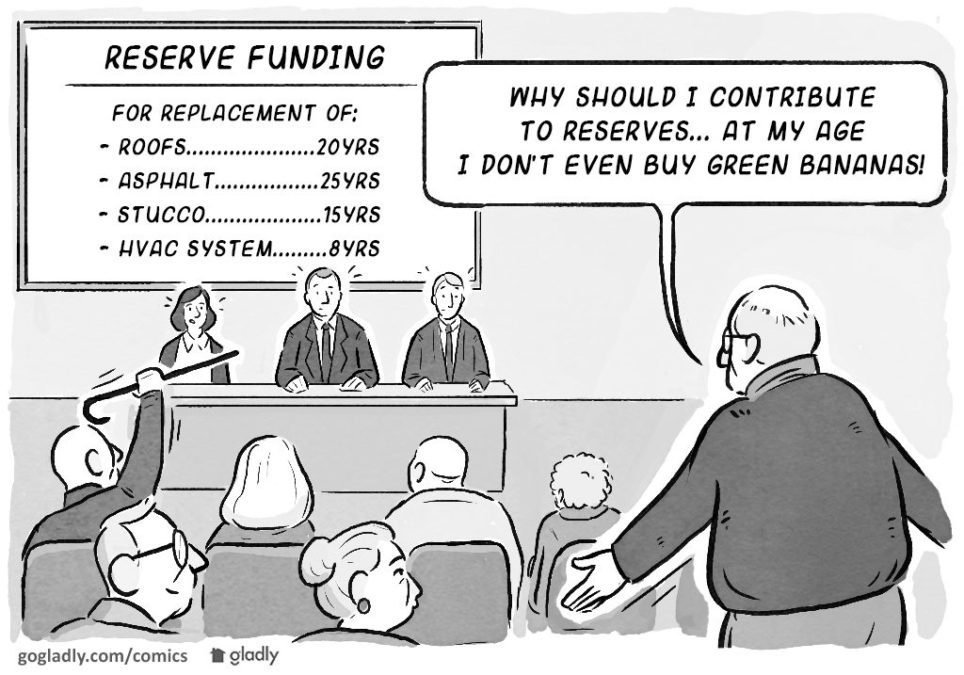 RESERVE FUNDING
FOR REPLACEMENT OF:
- ROOFS.....................20YRS
- ASPHALT.................25YRS
- STUCCO...................15YRS
- HVAC SYSTEM.........8YRS
WHY SHOULD I CONTRIBUTE
TO RESERVES... AT MY AGE
I DON'T EVEN BUY GREEN BANANAS!
gogladly.com/comics gladly